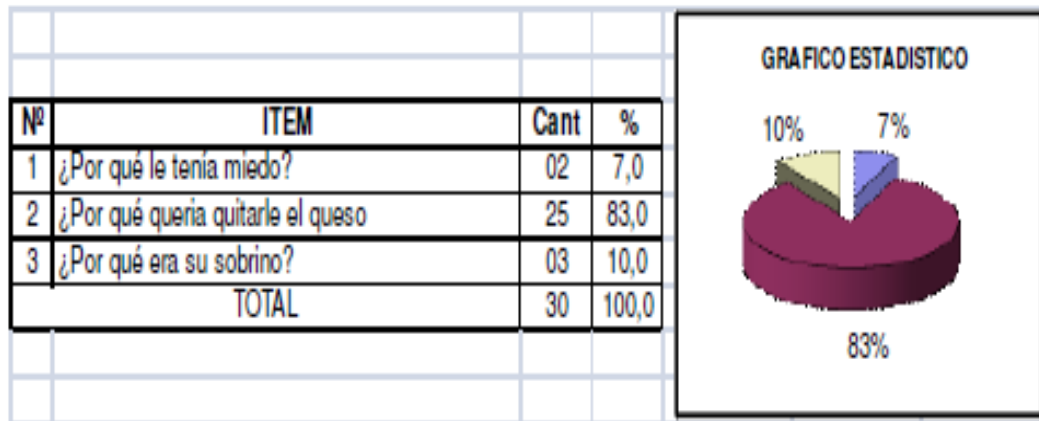 Nº ITEM Cant %
1 ¿Por qué le tenía miedo? 02 7,0
2 ¿Por qué queria quitarle el queso 25 83,0
3 ¿Por qué era su sobrino? 03 10,0
TOTAL 30 100,0
GRAFICO ESTADISTICO
10% 7%
83%